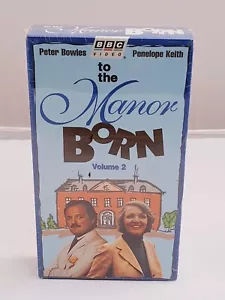 Peter Bowles BBC VIDEO Penelope Keith
to
the
Manor
BORN
Volume 2